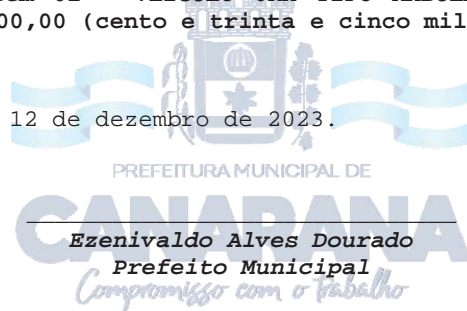 00,00 (cento e trinta e cinco mil
12 de dezembro de 2023.
PREFEITURA MUNICIPAL DE
CANARANA
Ezenivaldo Alves Dourado
Prefeito Municipal
Compromisso com o Trabalho